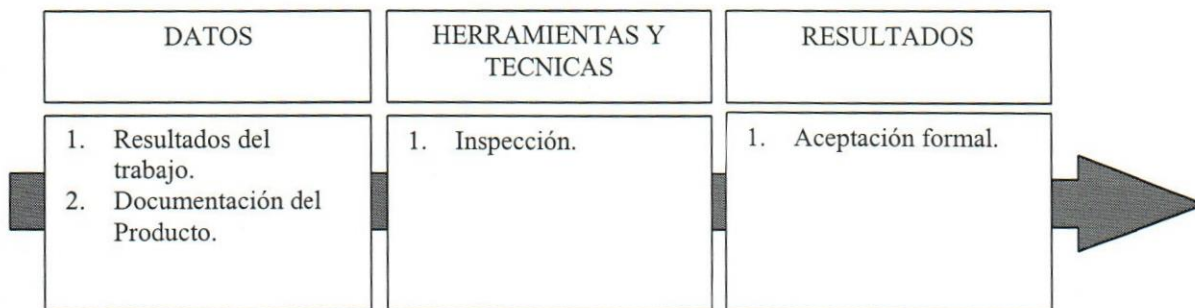 DATOS
HERRAMIENTAS Y
TECNICAS
RESULTADOS
1. Resultados del
trabajo.
2. Documentación del
Producto.
1. Inspección.
1. Aceptación formal.